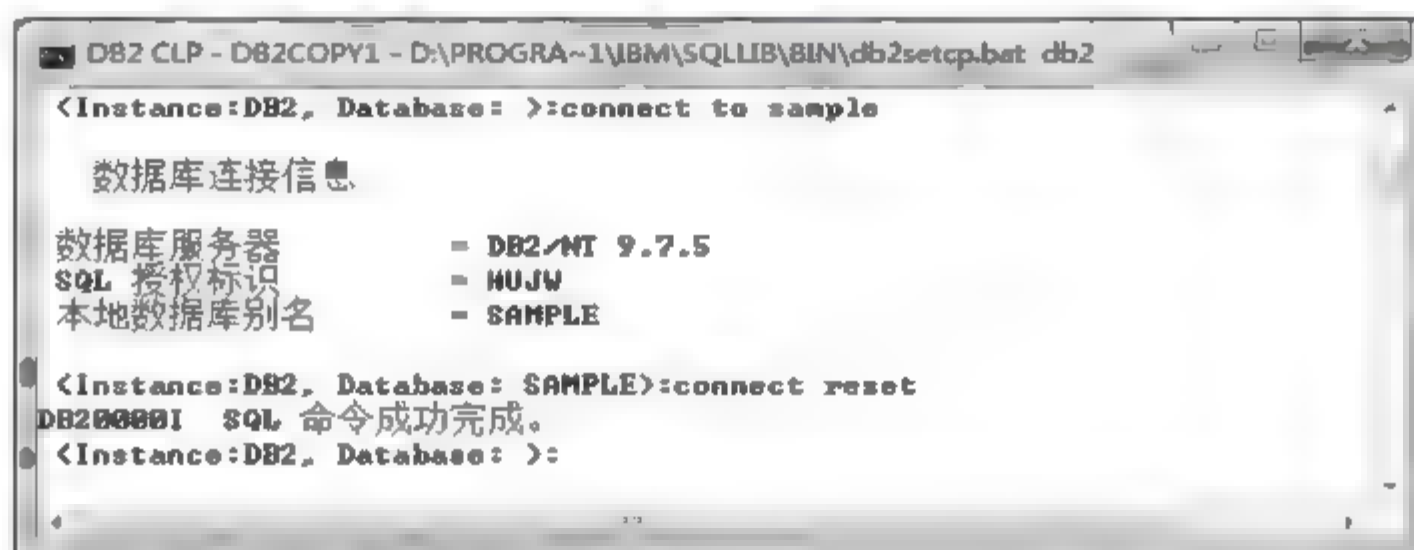 DB2 CLP - DB2COPY1 - D:\PROGRA~1\IBM\SQLLIB\BIN\db2setcp.bat db2
<Instance:DB2, Database: >:connect to sample
数据库连接信息
数据库服务器 = DB2/NT 9.7.5
SQL 授权标识 = MUJW
本地数据库别名 = SAMPLE
<Instance:DB2, Database: SAMPLE>:connect reset
DB20000I SQL 命令成功完成。
<Instance:DB2, Database: >: